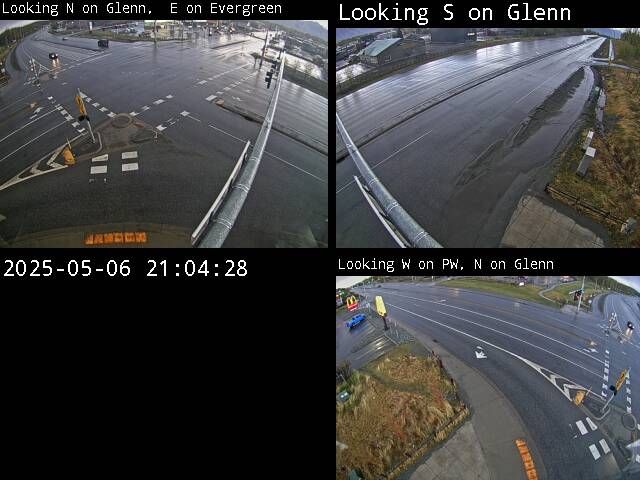 Looking N on Glenn, E on Evergreen
Looking S on Glenn
2025-05-06 21:04:28
Looking W on PW, N on Glenn